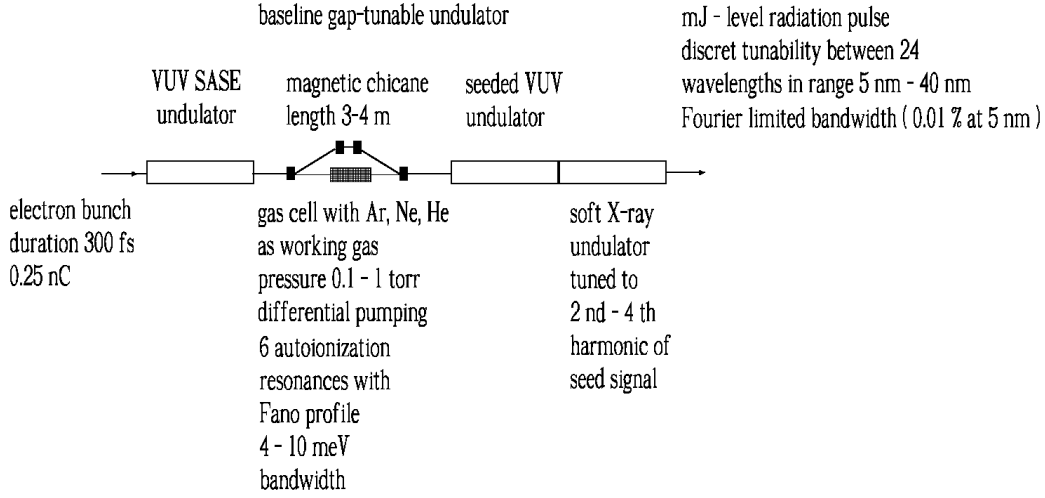 baseline gap-tunable undulator
mJ - level radiation pulse
discret tunability between 24
wavelengths in range 5 nm - 40 nm
Fourier limited bandwidth ( 0.01 % at 5 nm )
VUV SASE
undulator
magnetic chicane
length 3-4 m
seeded VUV
undulator
electron bunch
duration 300 fs
0.25 nC
gas cell with Ar, Ne, He
as working gas
pressure 0.1 - 1 torr
differential pumping
6 autoionization
resonances with
Fano profile
4 - 10 meV
bandwidth
soft X-ray
undulator
tuned to
2 nd - 4 th
harmonic of
seed signal